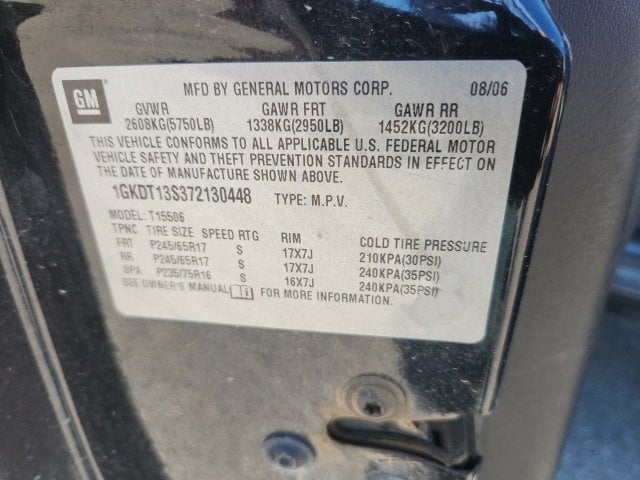 GM
MFD BY GENERAL MOTORS CORP. 08/06
GVWR GAWR FRT GAWR RR
2608KG(5750LB) 1338KG(2950LB) 1452KG(3200LB)
THIS VEHICLE CONFORMS TO ALL APPLICABLE U.S. FEDERAL MOTOR
VEHICLE SAFETY AND THEFT PREVENTION STANDARDS IN EFFECT ON
THE DATE OF MANUFACTURE SHOWN ABOVE.
1GKDT13S372130448 TYPE: M.P.V.
MODEL: T15506
TPNC TIRE SIZE SPEED RTG RIM COLD TIRE PRESSURE
FRT P245/65R17 S 17X7J 210KPA(30PSI)
RR P245/65R17 S 17X7J 240KPA(35PSI)
SPA P235/75R16 S 16X7J 240KPA(35PSI)
SEE OWNER'S MANUAL FOR MORE INFORMATION.